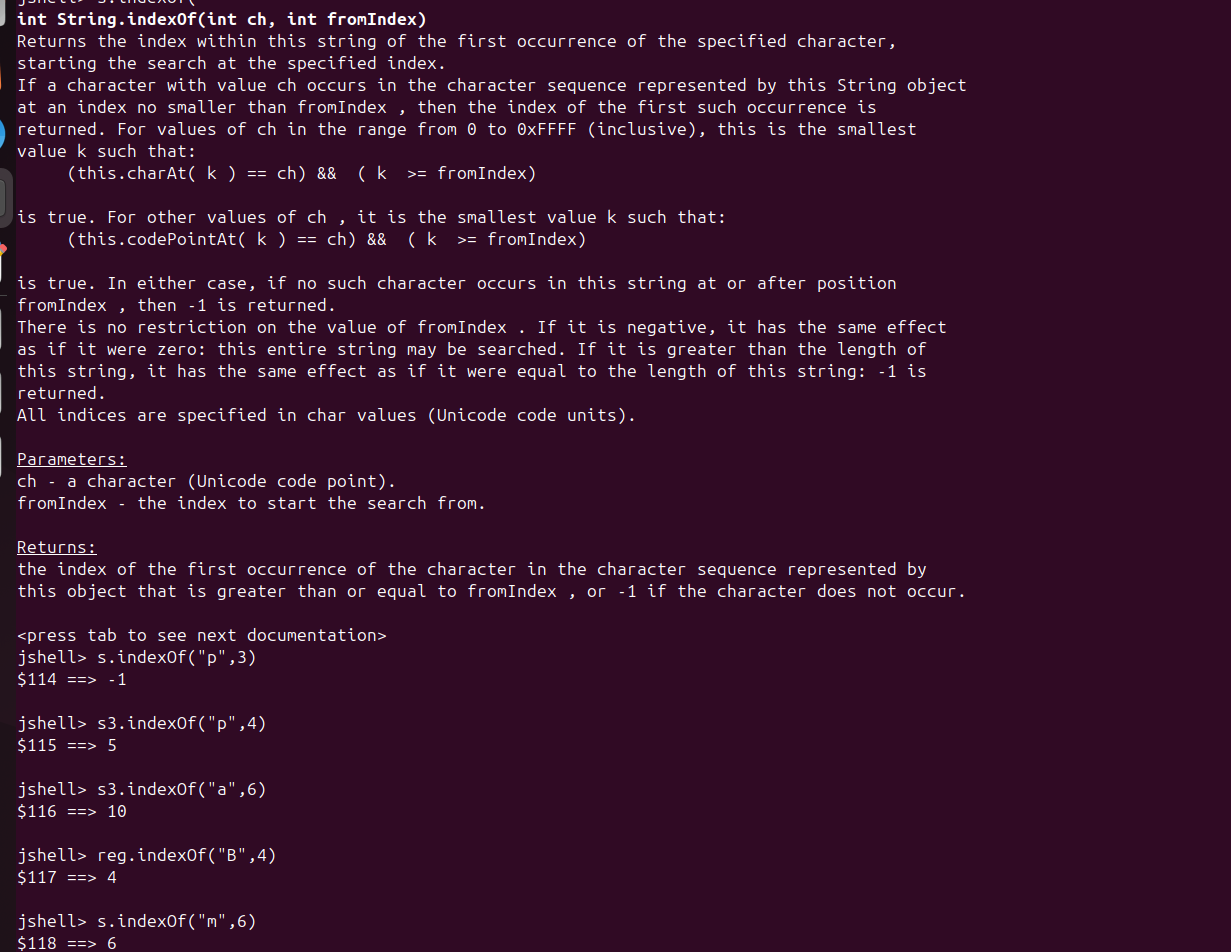 jshell> s.indexOf(
int String.indexOf(int ch, int fromIndex)
Returns the index within this string of the first occurrence of the specified character,
starting the search at the specified index.
If a character with value ch occurs in the character sequence represented by this String object
at an index no smaller than fromIndex , then the index of the first such occurrence is
returned. For values of ch in the range from 0 to 0xFFFF (inclusive), this is the smallest
value k such that:
     (this.charAt( k ) == ch) &&  ( k  >= fromIndex)
is true. For other values of ch , it is the smallest value k such that:
     (this.codePointAt( k ) == ch) &&  ( k  >= fromIndex)
is true. In either case, if no such character occurs in this string at or after position
fromIndex , then -1 is returned.
There is no restriction on the value of fromIndex . If it is negative, it has the same effect
as if it were zero: this entire string may be searched. If it is greater than the length of
this string, it has the same effect as if it were equal to the length of this string: -1 is
returned.
All indices are specified in char values (Unicode code units).
Parameters:
ch - a character (Unicode code point).
fromIndex - the index to start the search from.
Returns:
the index of the first occurrence of the character in the character sequence represented by
this object that is greater than or equal to fromIndex , or -1 if the character does not occur.
<press tab to see next documentation>
jshell> s.indexOf("p",3)
$114 ==> -1
jshell> s3.indexOf("p",4)
$115 ==> 5
jshell> s3.indexOf("a",6)
$116 ==> 10
jshell> reg.indexOf("B",4)
$117 ==> 4
jshell> s.indexOf("m",6)
$118 ==> 6